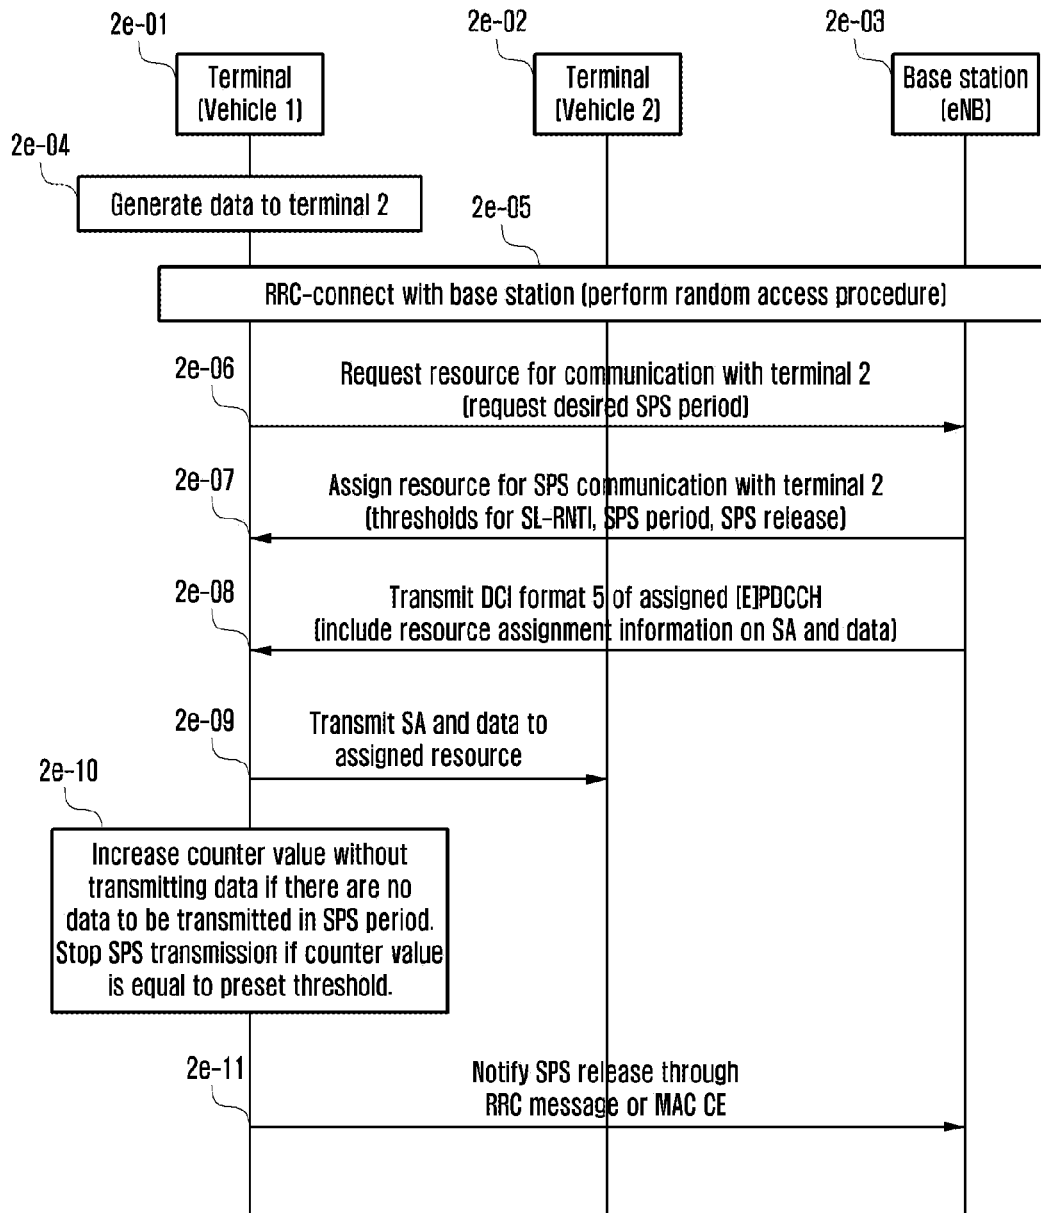 2e-01
2e-02
2e-03
Terminal
(Vehicle 1)
Terminal
(Vehicle 2)
Base station
(eNB)
2e-04
Generate data to terminal 2
2e-05
RRC-connect with base station (perform random access procedure)
2e-06
Request resource for communication with terminal 2
(request desired SPS period)
2e-07
Assign resource for SPS communication with terminal 2
(thresholds for SL-RNTI, SPS period, SPS release)
2e-08
Transmit DCI format 5 of assigned [E]PDCCH
(include resource assignment information on SA and data)
2e-09
Transmit SA and data to
assigned resource
2e-10
Increase counter value without
transmitting data if there are no
data to be transmitted in SPS period.
Stop SPS transmission if counter value
is equal to preset threshold.
2e-11
Notify SPS release through
RRC message or MAC CE